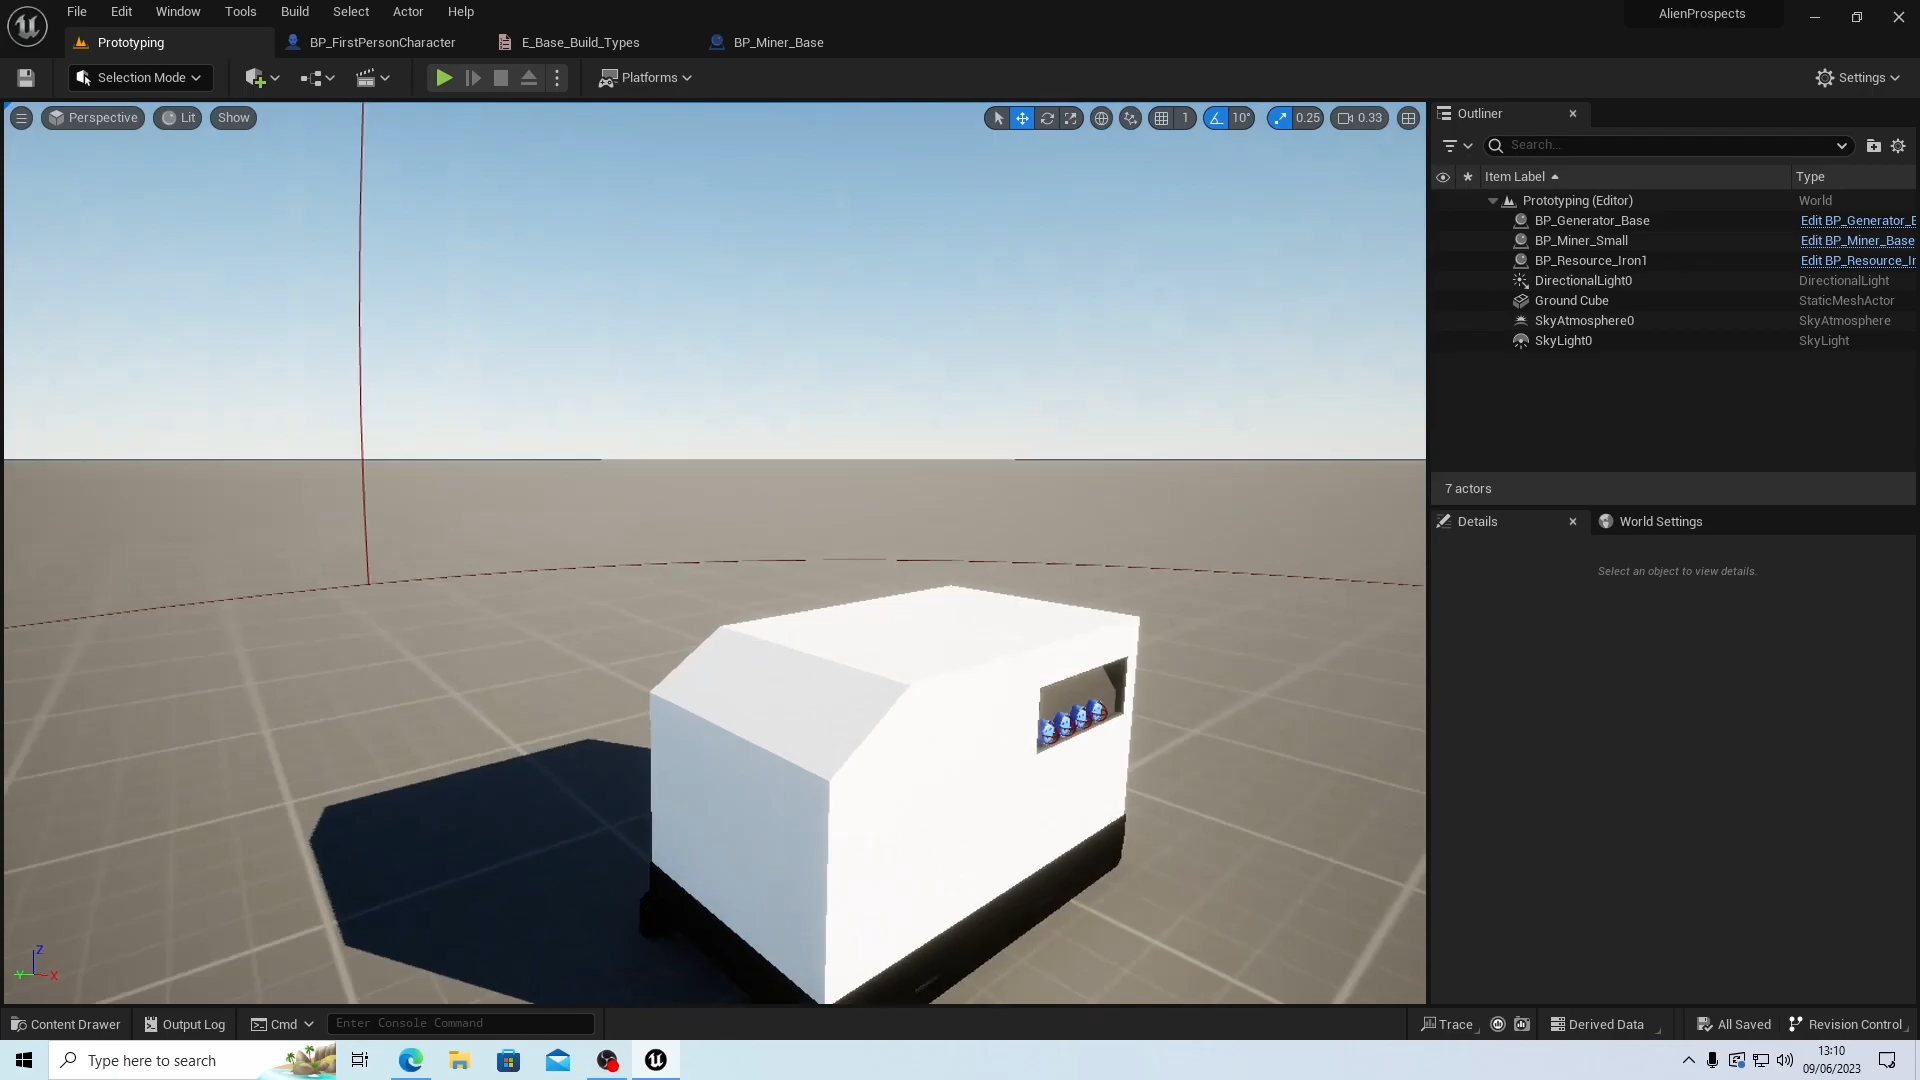 File Edit Window Tools Build Select Actor Help
AlienProspects
Prototyping
BP_FirstPersonCharacter
E_Base_Build_Types
BP_Miner_Base
Selection Mode
Platforms
Settings
Perspective
Lit
Show
1
10°
0.25
0.33
Outliner
Search...
Item Label
Type
Prototyping (Editor)
World
BP_Generator_Base
Edit BP_Generator_E
BP_Miner_Small
Edit BP_Miner_Base
BP_Resource_Iron1
Edit BP_Resource_Ir
DirectionalLight0
DirectionalLight
Ground Cube
StaticMeshActor
SkyAtmosphere0
SkyAtmosphere
SkyLight0
SkyLight
7 actors
Details
World Settings
Select an object to view details.
Z
Y
X
Content Drawer
Output Log
Cmd
Enter Console Command
Trace
Derived Data
All Saved
Revision Control
Type here to search
13:10
09/06/2023